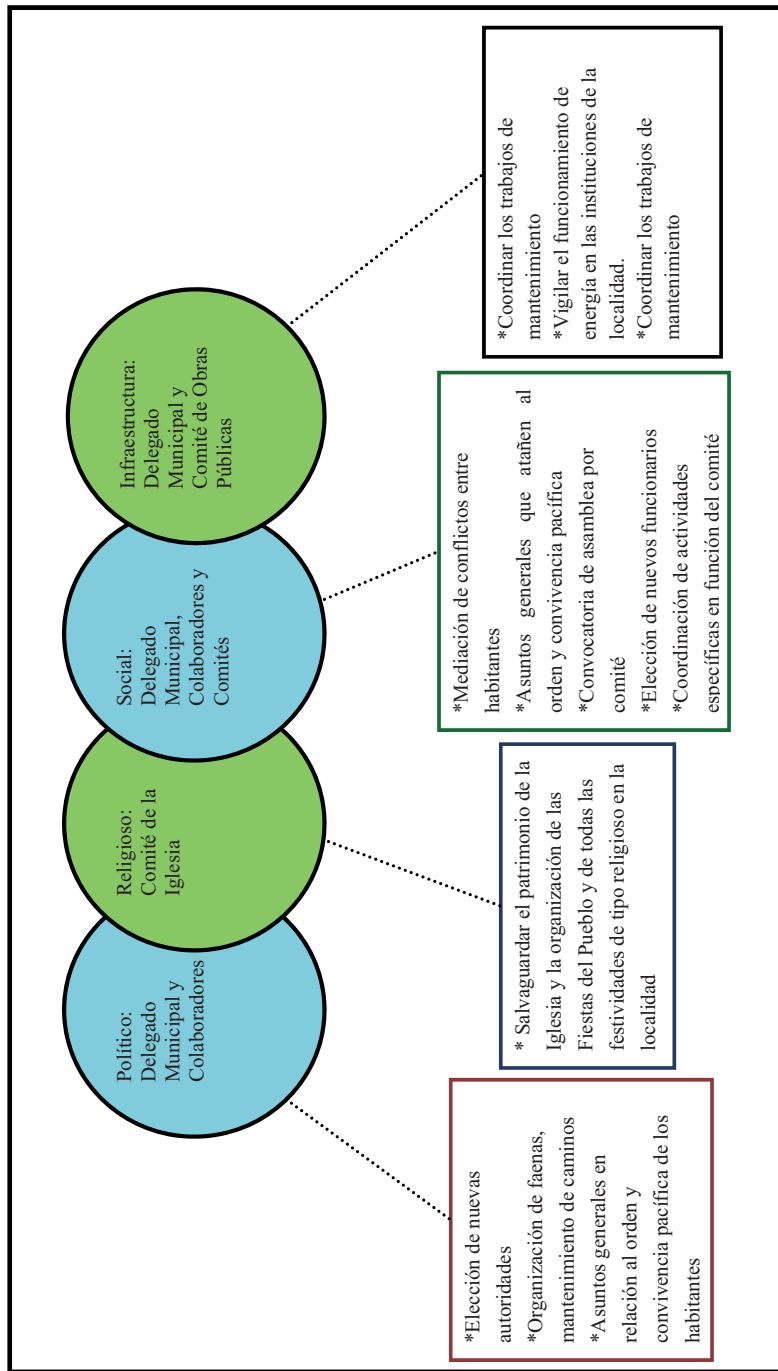 Político:
Delegado
Municipal y
Colaboradores
Religioso:
Comité de la
Iglesia
Social:
Delegado
Municipal,
Colaboradores y
Comités
Infraestructura:
Delegado
Municipal y
Comité de Obras
Públicas
*Elección de nuevas
autoridades
*Organización de faenas,
mantenimiento de caminos
*Asuntos generales en
relación al orden y
convivencia pacífica de los
habitantes
* Salvaguardar el patrimonio de la
Iglesia y la organización de las
Fiestas del Pueblo y de todas las
festividades de tipo religioso en la
localidad
*Mediación de conflictos entre
habitantes
*Asuntos generales que atañen al
orden y convivencia pacífica
*Convocatoria de asamblea por
comité
*Elección de nuevos funcionarios
*Coordinación de actividades
específicas en función del comité
*Coordinar los trabajos de
mantenimiento
*Vigilar el funcionamiento de
energía en las instituciones de la
localidad.
*Coordinar los trabajos de
mantenimiento